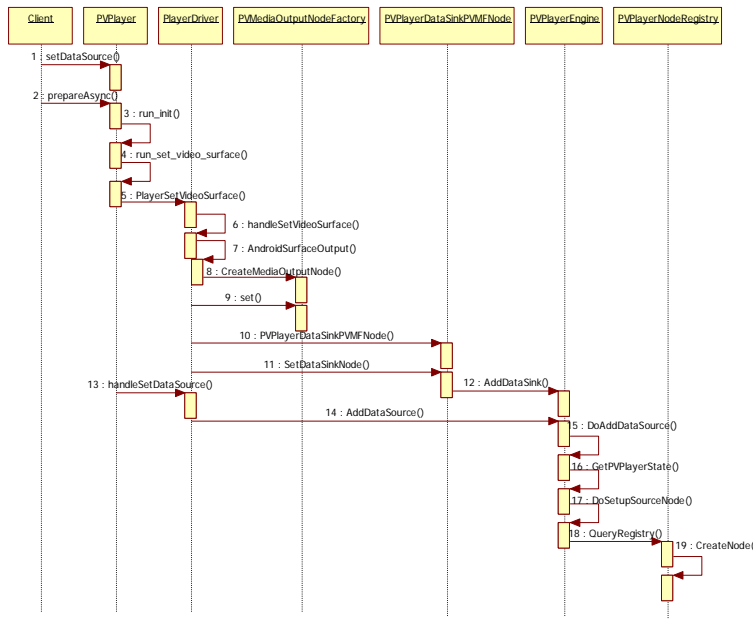 Client
PVPlayer
PlayerDriver
PVMediaOutputNodeFactory
PVPlayerDataSinkPVMFNode
PVPlayerEngine
PVPlayerNodeRegistry
1 : setDataSource()
2 : prepareAsync()
3 : run_init()
4 : run_set_video_surface()
5 : PlayerSetVideoSurface()
6 : handleSetVideoSurface()
7 : AndroidSurfaceOutput()
8 : CreateMediaOutputNode()
9 : set()
10 : PVPlayerDataSinkPVMFNode()
11 : SetDataSinkNode()
12 : AddDataSink()
13 : handleSetDataSource()
14 : AddDataSource()
15 : DoAddDataSource()
16 : GetPVPlayerState()
17 : DoSetupSourceNode()
18 : QueryRegistry()
19 : CreateNode(